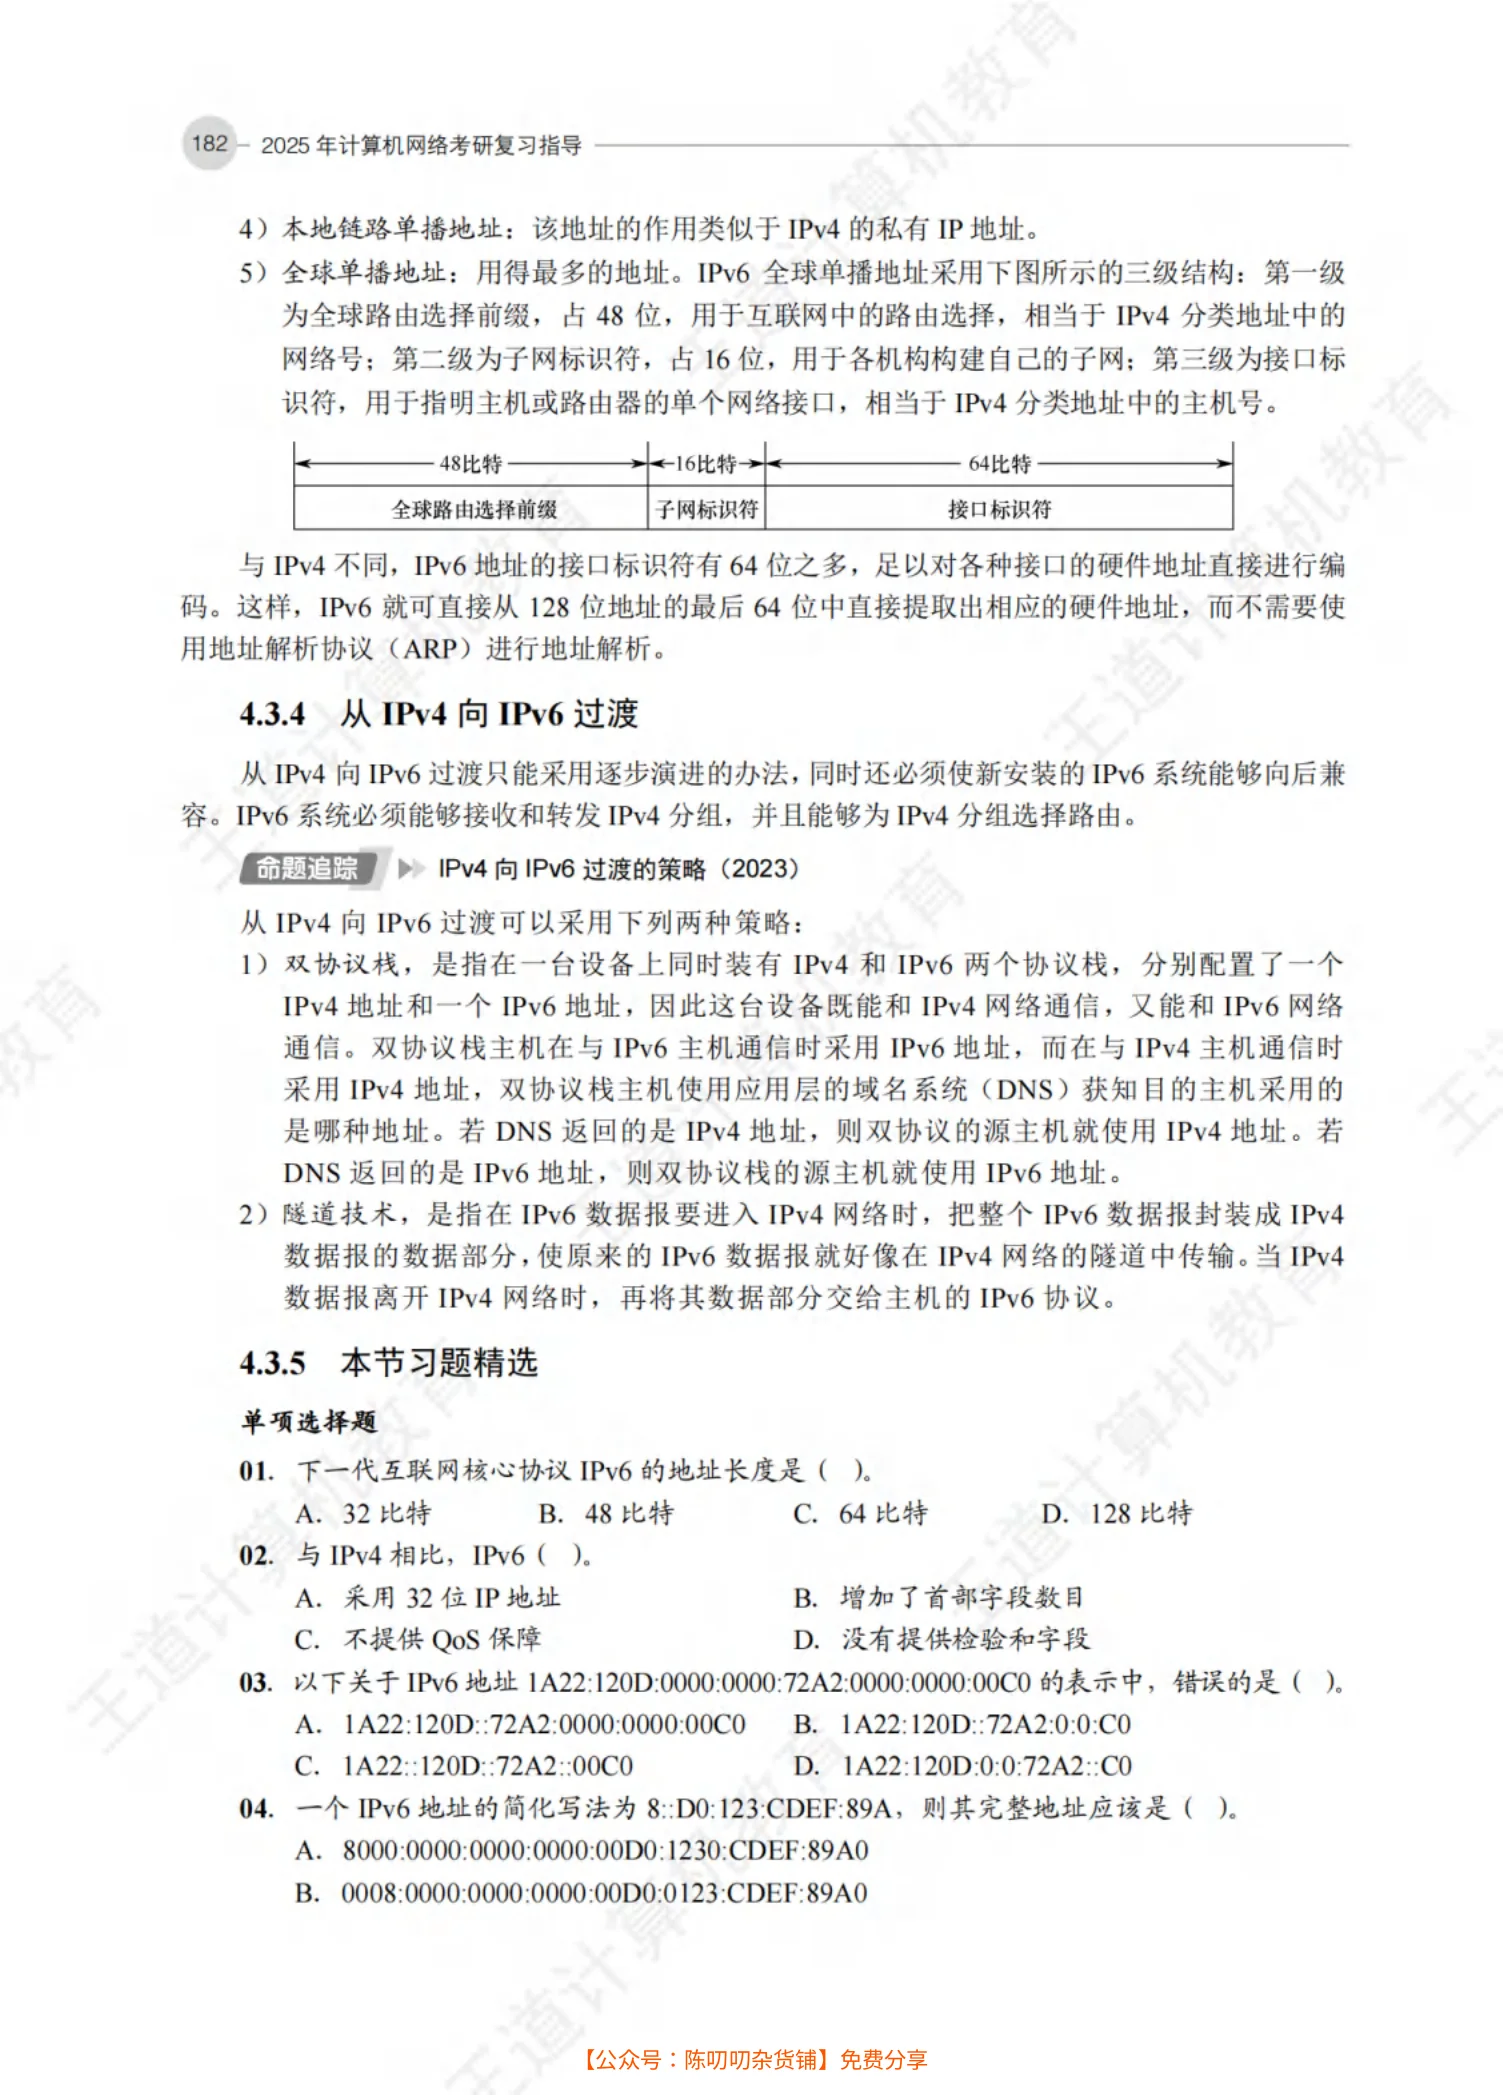 182 2025 年计算机网络考研复习指导
4）本地链路单播地址：该地址的作用类似于 IPv4 的私有 IP 地址。
5）全球单播地址：用得最多的地址。IPv6 全球单播地址采用下图所示的三级结构：第一级
为全球路由选择前缀，占 48 位，用于互联网中的路由选择，相当于 IPv4 分类地址中的
网络号；第二级为子网标识符，占 16 位，用于各机构构建自己的子网；第三级为接口标
识符，用于指明主机或路由器的单个网络接口，相当于 IPv4 分类地址中的主机号。
48比特 16比特 64比特
全球路由选择前缀 子网标识符 接口标识符
与 IPv4 不同，IPv6 地址的接口标识符有 64 位之多，足以对各种接口的硬件地址直接进行编
码。这样，IPv6 就可直接从 128 位地址的最后 64 位中直接提取出相应的硬件地址，而不需要使
用地址解析协议（ARP）进行地址解析。
4.3.4 从 IPv4 向 IPv6 过渡
从 IPv4 向 IPv6 过渡只能采用逐步演进的办法，同时还必须使新安装的 IPv6 系统能够向后兼
容。IPv6 系统必须能够接收和转发 IPv4 分组，并且能够为 IPv4 分组选择路由。
命题追踪 IPv4 向 IPv6 过渡的策略（2023）
从 IPv4 向 IPv6 过渡可以采用下列两种策略：
1）双协议栈，是指在一台设备上同时装有 IPv4 和 IPv6 两个协议栈，分别配置了一个
IPv4 地址和一个 IPv6 地址，因此这台设备既能和 IPv4 网络通信，又能和 IPv6 网络
通信。双协议栈主机在与 IPv6 主机通信时采用 IPv6 地址，而在与 IPv4 主机通信时
采用 IPv4 地址，双协议栈主机使用应用层的域名系统（DNS）获知目的主机采用的
是哪种地址。若 DNS 返回的是 IPv4 地址，则双协议的源主机就使用 IPv4 地址。若
DNS 返回的是 IPv6 地址，则双协议栈的源主机就使用 IPv6 地址。
2）隧道技术，是指在 IPv6 数据报要进入 IPv4 网络时，把整个 IPv6 数据报封装成 IPv4
数据报的数据部分，使原来的 IPv6 数据报就好像在 IPv4 网络的隧道中传输。当 IPv4
数据报离开 IPv4 网络时，再将其数据部分交给主机的 IPv6 协议。
4.3.5 本节习题精选
单项选择题
01. 下一代互联网核心协议 IPv6 的地址长度是（ ）。
A. 32 比特 B. 48 比特 C. 64 比特 D. 128 比特
02. 与 IPv4 相比，IPv6（ ）。
A. 采用 32 位 IP 地址 B. 增加了首部字段数目
C. 不提供 QoS 保障 D. 没有提供检验和字段
03. 以下关于 IPv6 地址 1A22:120D:0000:0000:72A2:0000:0000:00C0 的表示中，错误的是（ ）。
A. 1A22:120D::72A2:0000:0000:00C0 B. 1A22:120D::72A2:0:0:C0
C. 1A22::120D::72A2::00C0 D. 1A22:120D:0:0:72A2::C0
04. 一个 IPv6 地址的简化写法为 8::D0:123:CDEF:89A，则其完整地址应该是（ ）。
A. 8000:0000:0000:0000:00D0:1230:CDEF:89A0
B. 0008:0000:0000:0000:00D0:0123:CDEF:89A0
【公众号：陈叨叨杂货铺】免费分享
王道计算机教育